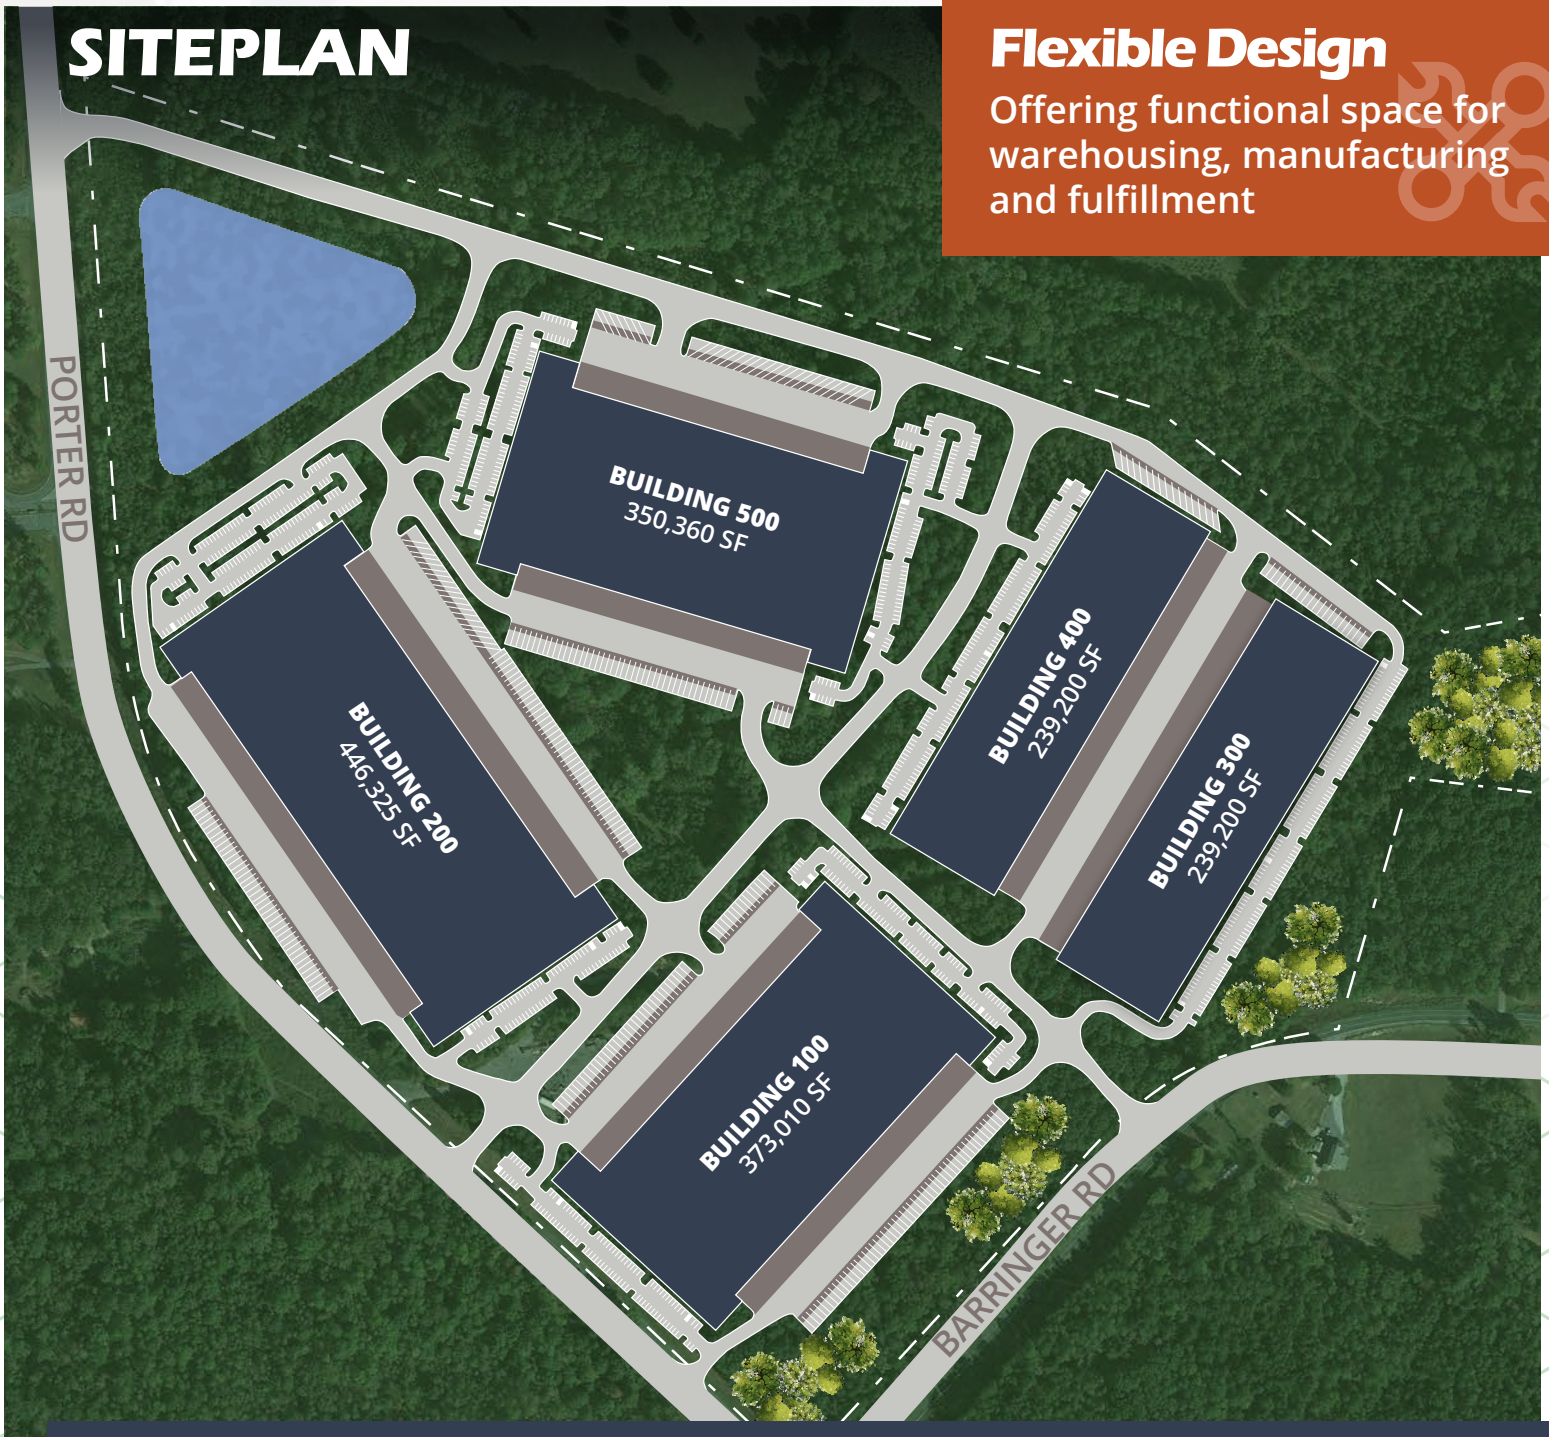 SITEPLAN
Flexible Design
Offering functional space for
warehousing, manufacturing
and fulfillment
PORTER RD
BUILDING 500
350,360 SF
BUILDING 400
239,200 SF
BUILDING 300
239,200 SF
BUILDING 200
446,325 SF
BUILDING 100
373,010 SF
BARRINGER RD